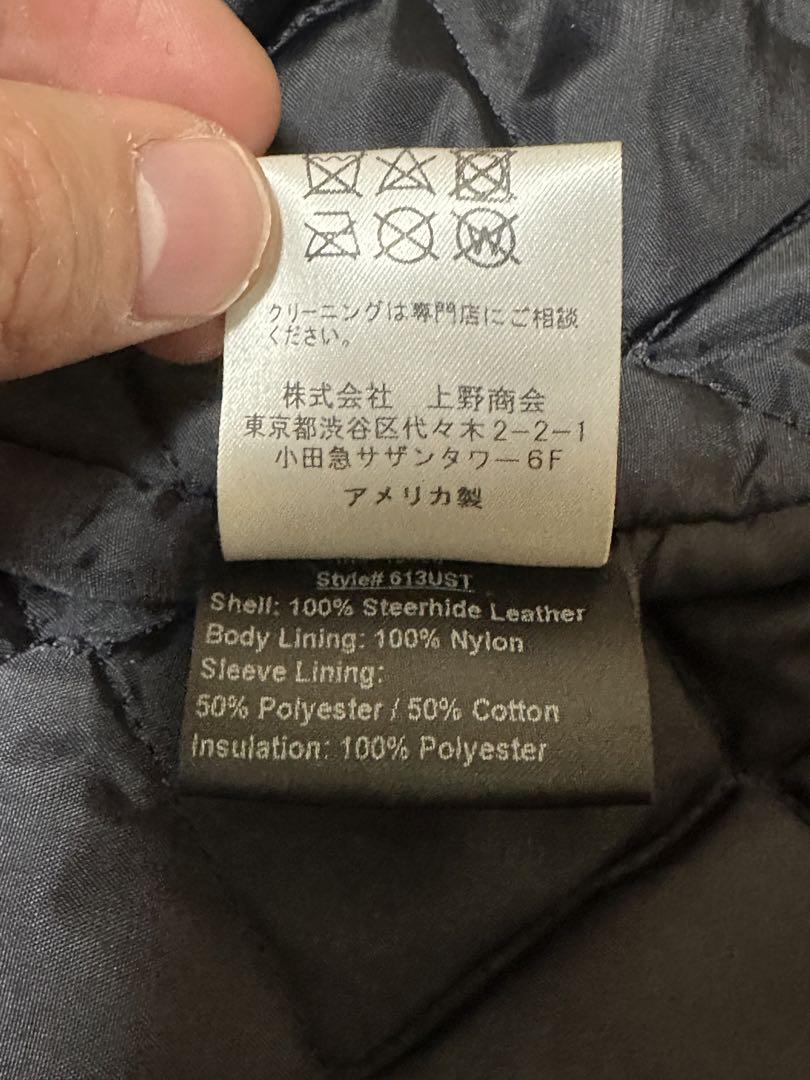 クリーニングは専門店にご相談
ください。
株式会社 上野商会
東京都渋谷区代々木2-2-1
小田急サザンタワー6F
アメリカ製
Style# 613UST
Shell: 100% Steerhide Leather
Body Lining: 100% Nylon
Sleeve Lining:
50% Polyester / 50% Cotton
Insulation: 100% Polyester